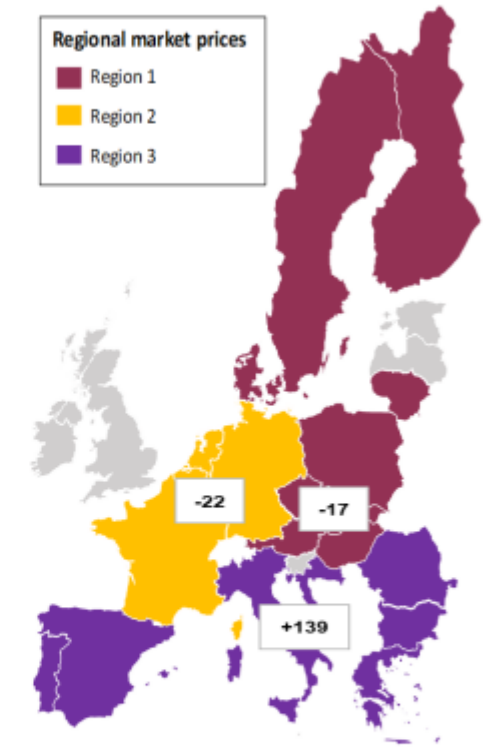 Regional market prices
Region 1
Region 2
Region 3
-22
-17
+139